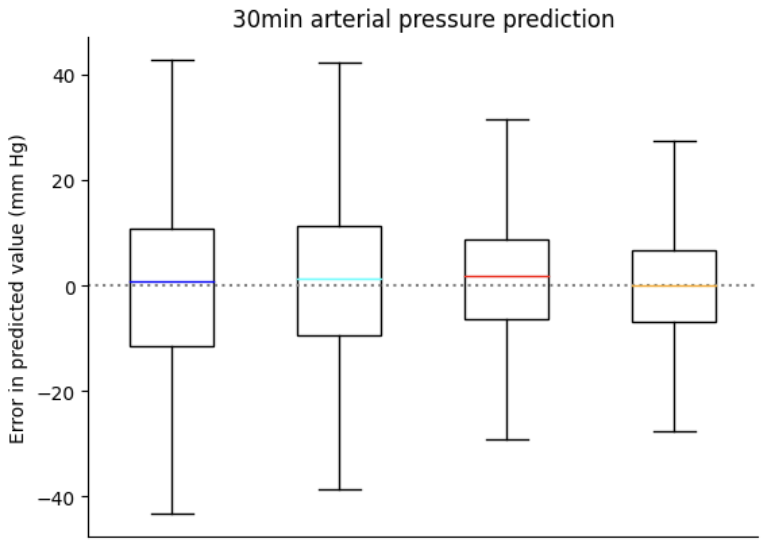 30min arterial pressure prediction
Error in predicted value (mm Hg)
40
20
0
−20
−40